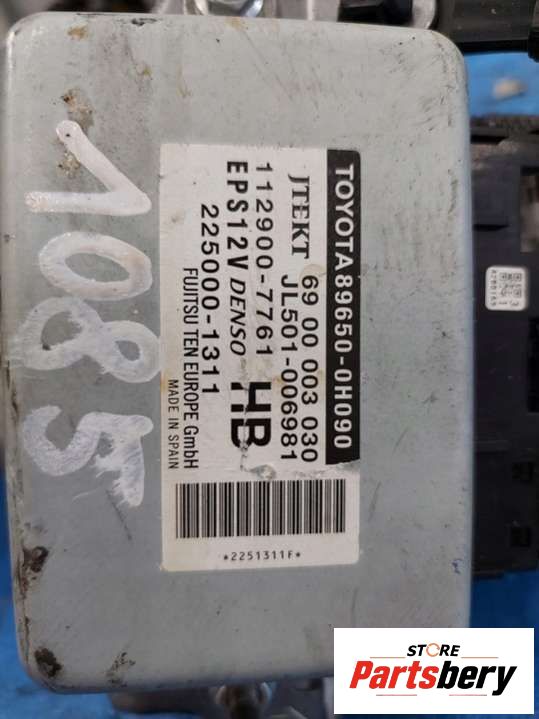 TOYOTA 89650-0H090
JTEKT 69 00 003 030
JL501-006981
112900-7761 HB
EPS12V DENSO
225000-1311
FUJITSU TEN EUROPE GmbH
MADE IN SPAIN
*2251311F*
1085
STORE
Partsbery